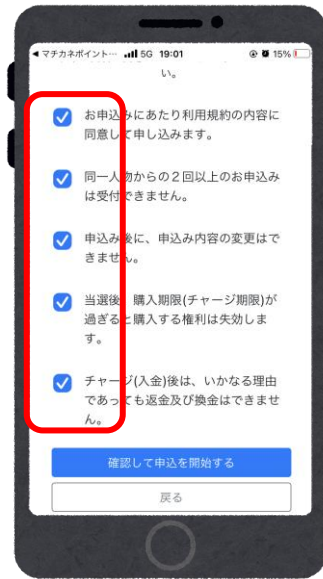 マチカネポイント… 5G 19:01 15%
い。
お申込みにあたり利用規約の内容に
同意して申し込みます。
同一人物からの２回以上のお申込み
は受付できません。
申込み後に、申込み内容の変更はで
きません。
当選後、購入期限(チャージ期限)が
過ぎると購入する権利は失効しま
す。
チャージ(入金)後は、いかなる理由
であっても返金及び換金はできませ
ん。
確認して申込を開始する
戻る